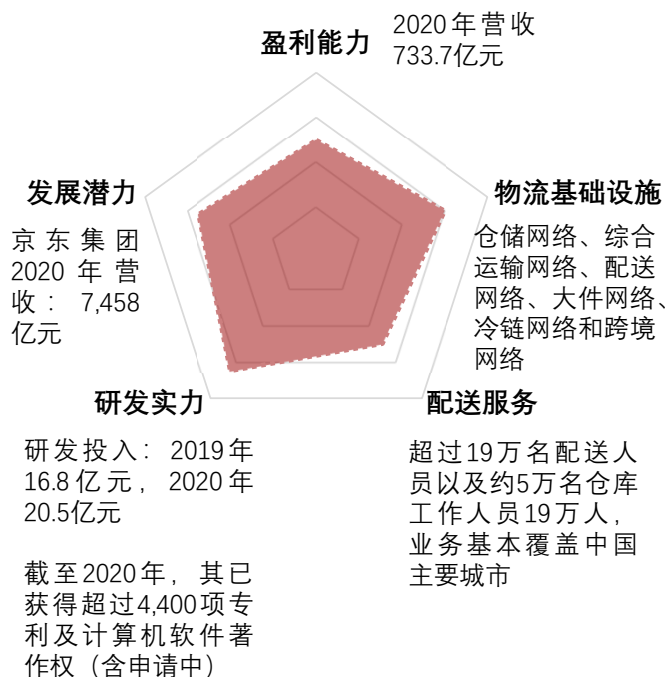 盈利能力
2020年营收
733.7亿元
发展潜力
京东集团
2020年营
收：7,458
亿元
物流基础设施
仓储网络、综合
运输网络、配送
网络、大件网络、
冷链网络和跨境
网络
研发实力
研发投入：2019年
16.8亿元，2020年
20.5亿元
截至2020年，其已
获得超过4,400项专
利及计算机软件著
作权（含申请中）
配送服务
超过19万名配送人
员以及约5万名仓库
工作人员19万人，
业务基本覆盖中国
主要城市